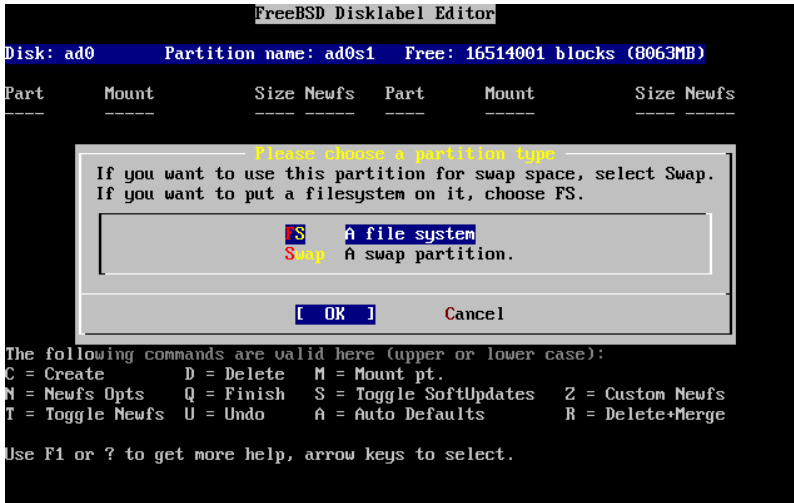 FreeBSD Disklabel Editor
Disk: ad0 Partition name: ad0s1 Free: 16514001 blocks (8063MB)
Part Mount Size Newfs Part Mount Size Newfs
---- ----- ---- ----- ---- ----- ---- -----
Please choose a partition type
If you want to use this partition for swap space, select Swap.
If you want to put a filesystem on it, choose FS.
FS A file system
Swap A swap partition.
[ OK ] Cancel
The following commands are valid here (upper or lower case):
C = Create D = Delete M = Mount pt.
N = Newfs Opts Q = Finish S = Toggle SoftUpdates Z = Custom Newfs
T = Toggle Newfs U = Undo A = Auto Defaults R = Delete+Merge
Use F1 or ? to get more help, arrow keys to select.